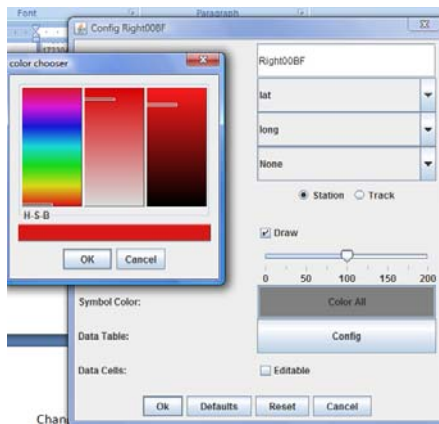 Font
Paragraph
Config Right00BF
color chooser
Right00BF
lat
long
None
Station Track
H-S-B
Draw
OK Cancel
0 50 100 150 200
Symbol Color: Color All
Data Table: Config
Data Cells: Editable
Ok Defaults Reset Cancel
Chan